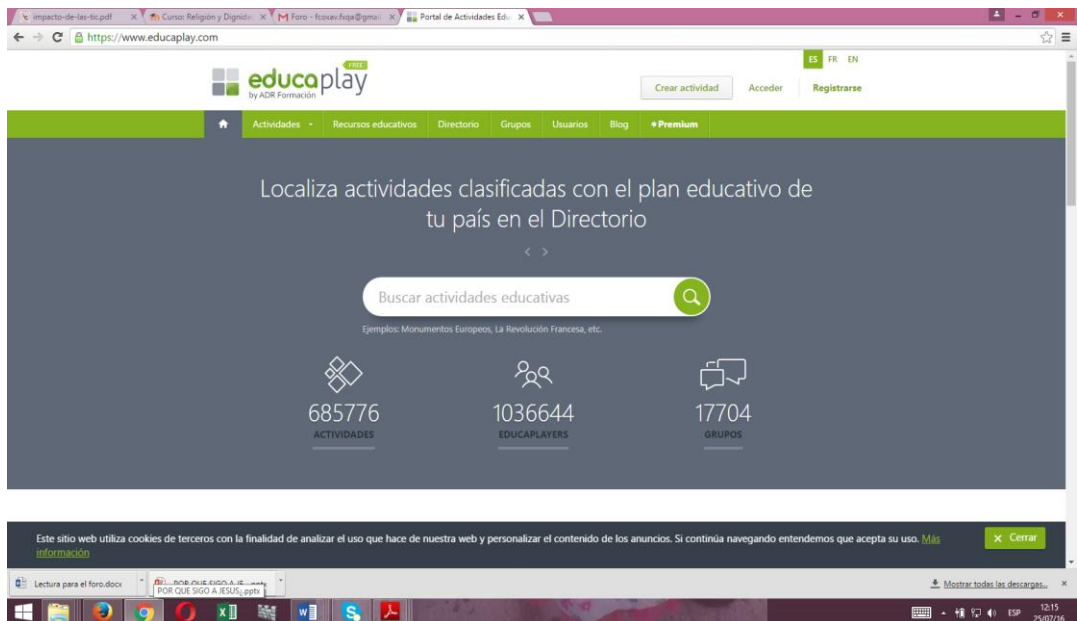 impacto-de-las-tic.pdf
Curso: Religión y Dignida
Foro - fcoxav.fiqa@gmail
Portal de Actividades Edu
https://www.educaplay.com
ES FR EN
FREE
educaplay
by ADR Formación
Crear actividad Acceder Registrarse
Actividades Recursos educativos Directorio Grupos Usuarios Blog Premium
Localiza actividades clasificadas con el plan educativo de
tu país en el Directorio
Buscar actividades educativas
Ejemplos: Monumentos Europeos, La Revolución Francesa, etc.
685776 1036644 17704
ACTIVIDADES EDUCAPLAYERS GRUPOS
Este sitio web utiliza cookies de terceros con la finalidad de analizar el uso que hace de nuestra web y personalizar el contenido de los anuncios. Si continúa navegando entendemos que acepta su uso. Más
información
Cerrar
Lectura para el foro.docx
POR QUE SIGO A JESUS¿.pptx
Mostrar todas las descargas...
ESP
12:15
25/07/16